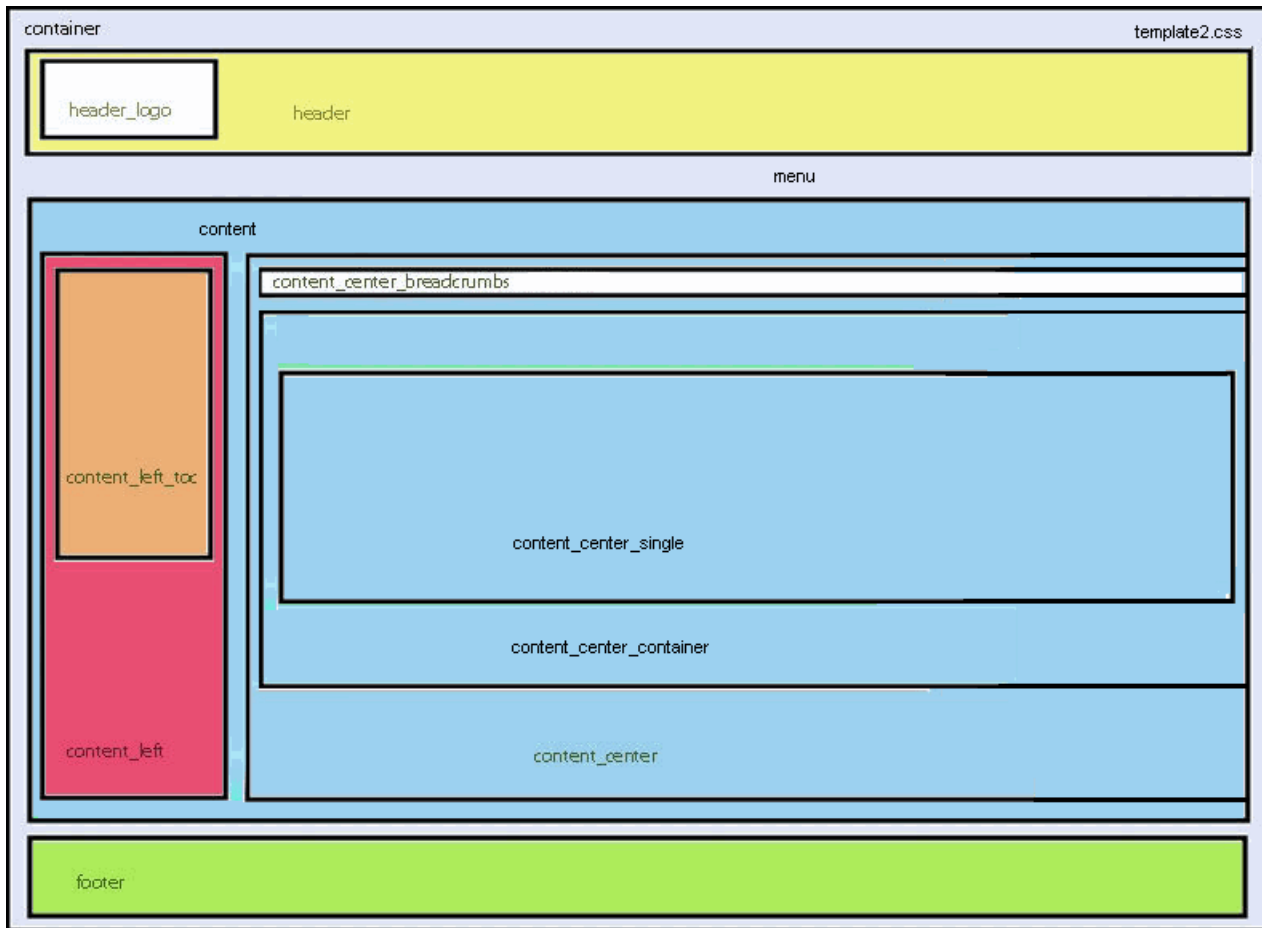 container
template2.css
header_logo
header
menu
content
content_center_breadcrumbs
content_left_toc
content_center_single
content_center_container
content_left
content_center
footer